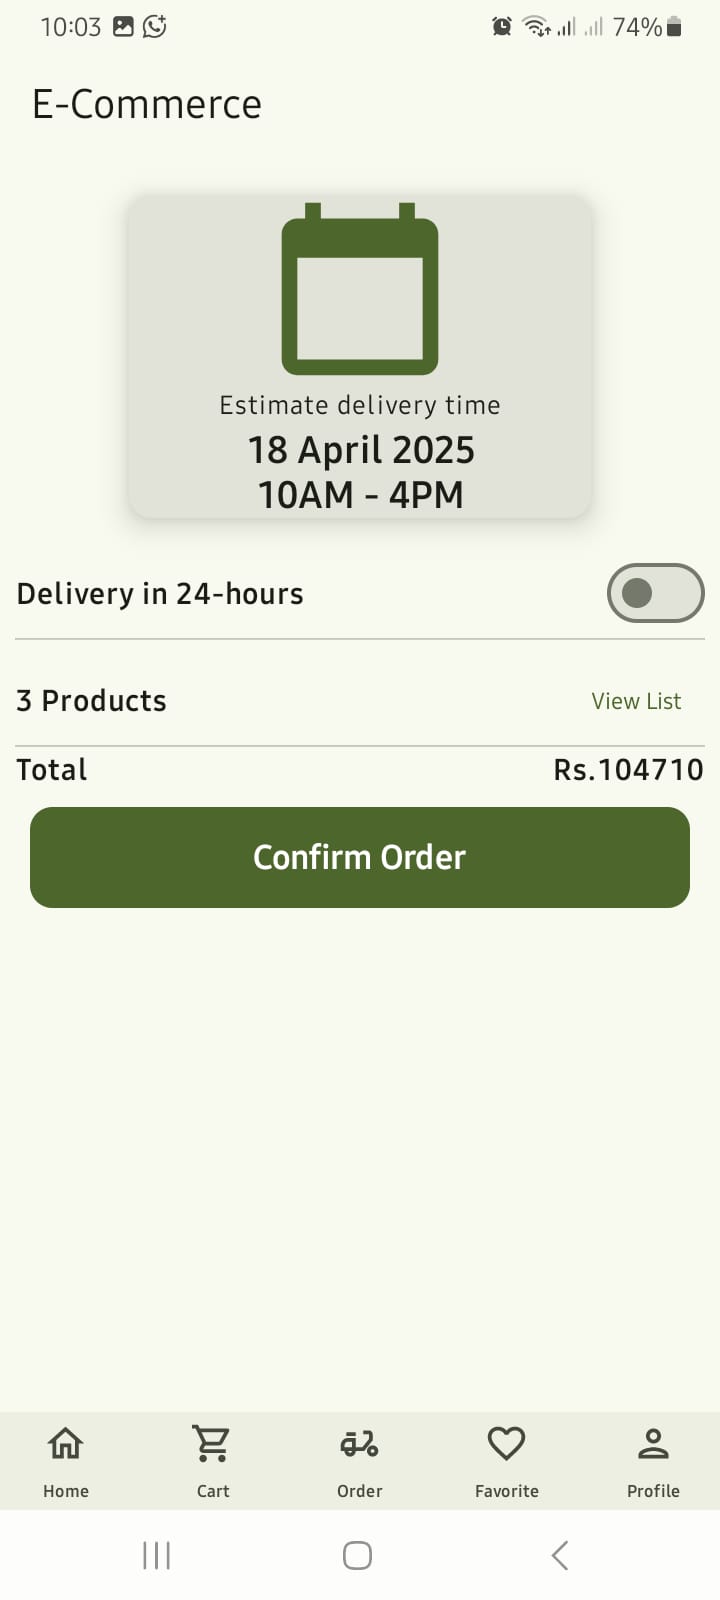 10:03 74%
E-Commerce
Estimate delivery time
18 April 2025
10AM - 4PM
Delivery in 24-hours
3 Products View List
Total Rs.104710
Confirm Order
Home Cart Order Favorite Profile